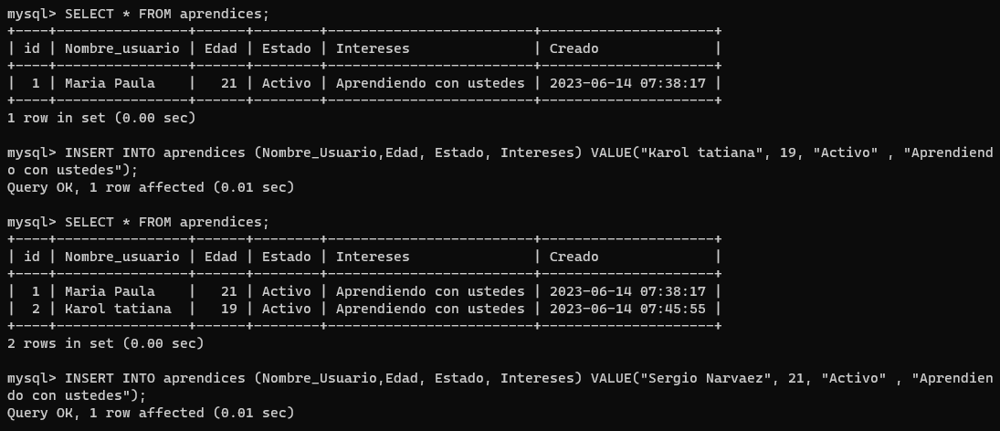 mysql> SELECT * FROM aprendices;
+----+----------------+------+--------+-------------------------+---------------------+
| id | Nombre_usuario | Edad | Estado | Intereses               | Creado              |
+----+----------------+------+--------+-------------------------+---------------------+
|  1 | Maria Paula    |   21 | Activo | Aprendiendo con ustedes | 2023-06-14 07:38:17 |
+----+----------------+------+--------+-------------------------+---------------------+
1 row in set (0.00 sec)
mysql> INSERT INTO aprendices (Nombre_Usuario,Edad, Estado, Intereses) VALUE("Karol tatiana", 19, "Activo" , "Aprendiend
o con ustedes");
Query OK, 1 row affected (0.01 sec)
mysql> SELECT * FROM aprendices;
+----+----------------+------+--------+-------------------------+---------------------+
| id | Nombre_usuario | Edad | Estado | Intereses               | Creado              |
+----+----------------+------+--------+-------------------------+---------------------+
|  1 | Maria Paula    |   21 | Activo | Aprendiendo con ustedes | 2023-06-14 07:38:17 |
|  2 | Karol tatiana  |   19 | Activo | Aprendiendo con ustedes | 2023-06-14 07:45:55 |
+----+----------------+------+--------+-------------------------+---------------------+
2 rows in set (0.00 sec)
mysql> INSERT INTO aprendices (Nombre_Usuario,Edad, Estado, Intereses) VALUE("Sergio Narvaez", 21, "Activo" , "Aprendien
do con ustedes");
Query OK, 1 row affected (0.01 sec)